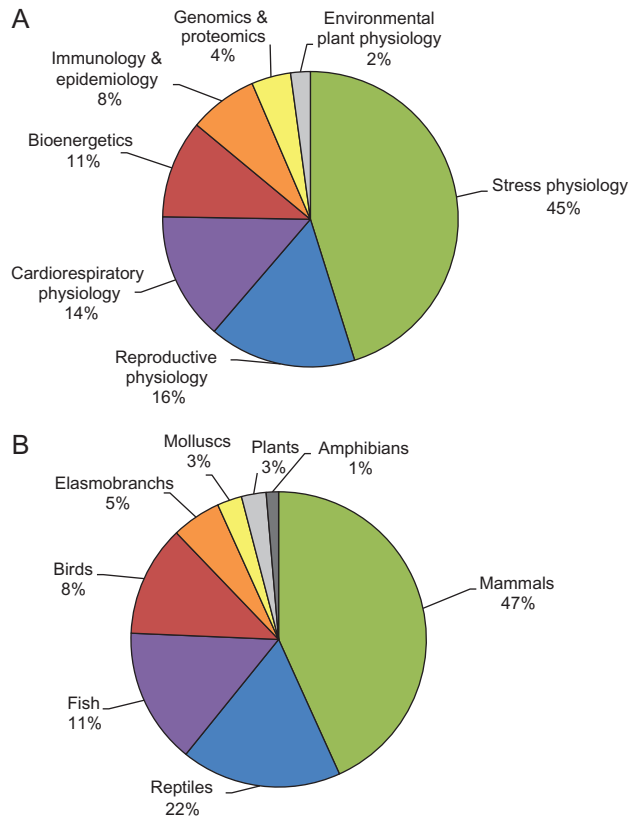 A
Genomics &
proteomics
4%
Environmental
plant physiology
2%
Immunology &
epidemiology
8%
Bioenergetics
11%
Stress physiology
45%
Cardiorespiratory
physiology
14%
Reproductive
physiology
16%
B
Molluscs
3%
Plants
3%
Amphibians
1%
Elasmobranchs
5%
Birds
8%
Mammals
47%
Fish
11%
Reptiles
22%